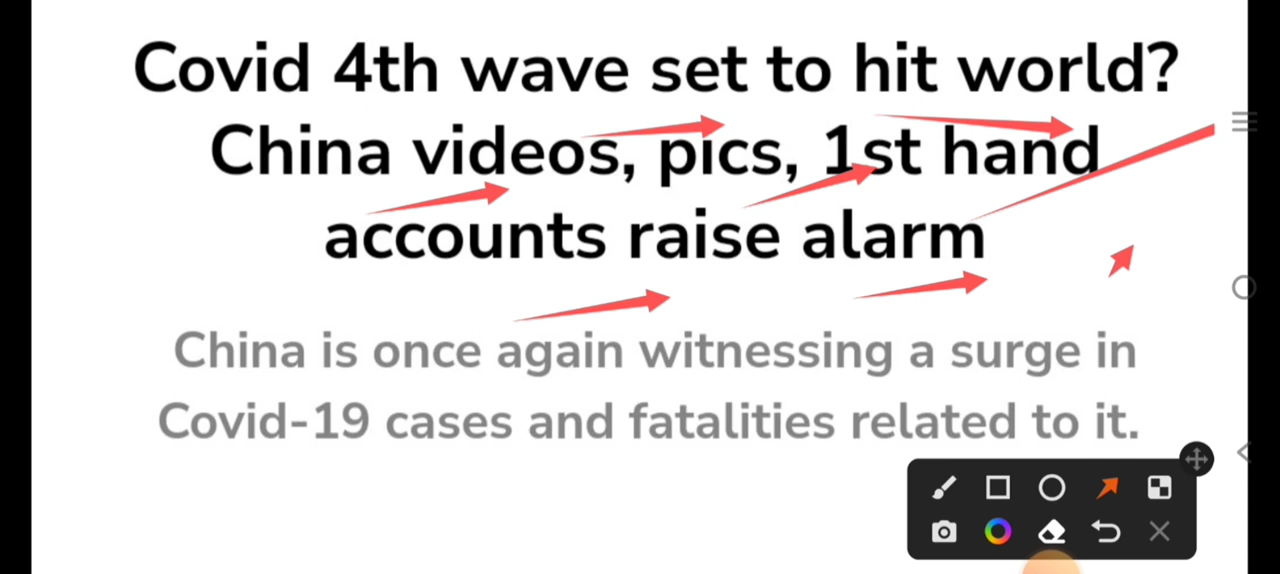 Covid 4th wave set to hit world?
China videos, pics, 1st hand
accounts raise alarm
China is once again witnessing a surge in
Covid-19 cases and fatalities related to it.